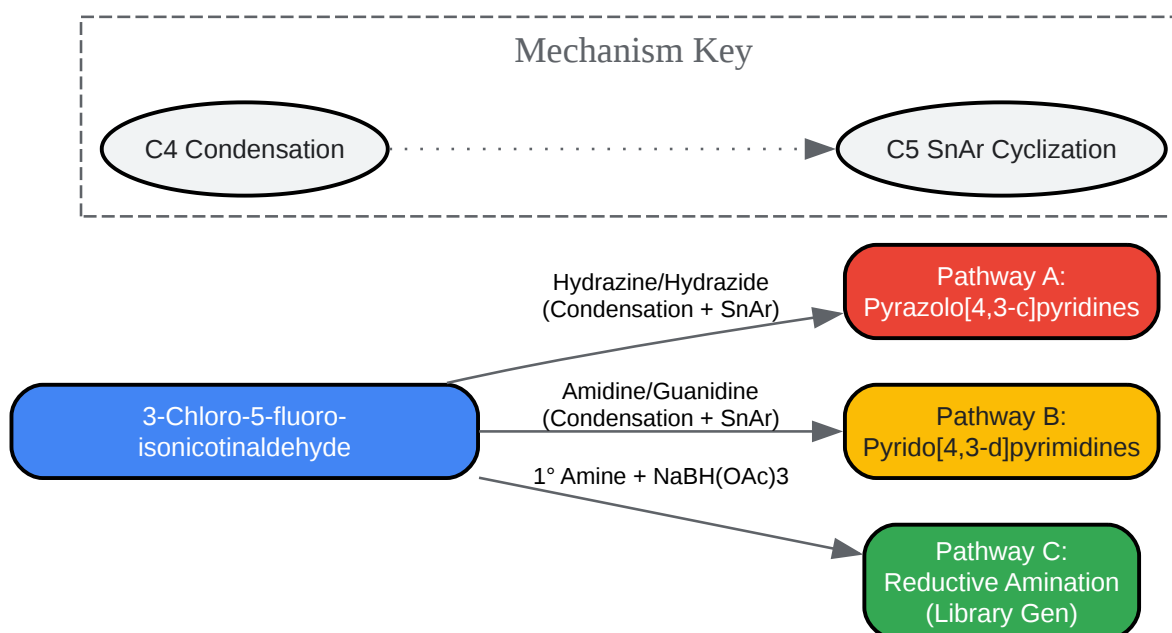 Mechanism Key
C4 Condensation
C5 SnAr Cyclization
Hydrazine/Hydrazide
(Condensation + SnAr)
Pathway A:
Pyrazolo[4,3-c]pyridines
3-Chloro-5-fluoro-
isonicotinaldehyde
Amidine/Guanidine
(Condensation + SnAr)
Pathway B:
Pyrido[4,3-d]pyrimidines
1° Amine + NaBH(OAc)3
Pathway C:
Reductive Amination
(Library Gen)